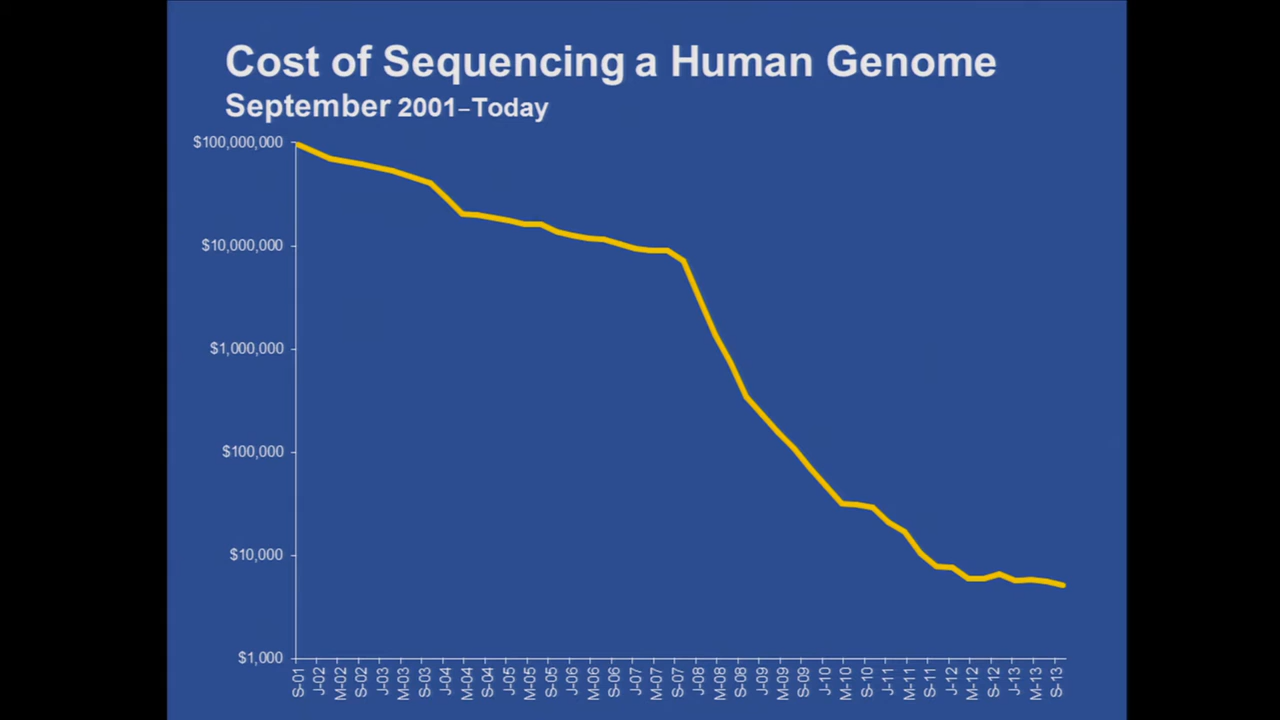 Cost of Sequencing a Human Genome
September 2001–Today
$100,000,000
$10,000,000
$1,000,000
$100,000
$10,000
$1,000
S-01
J-02
M-02
S-02
J-03
M-03
S-03
J-04
M-04
S-04
J-05
M-05
S-05
J-06
M-06
S-06
J-07
M-07
S-07
J-08
M-08
S-08
J-09
M-09
S-09
J-10
M-10
S-10
J-11
M-11
S-11
J-12
M-12
S-12
J-13
M-13
S-13